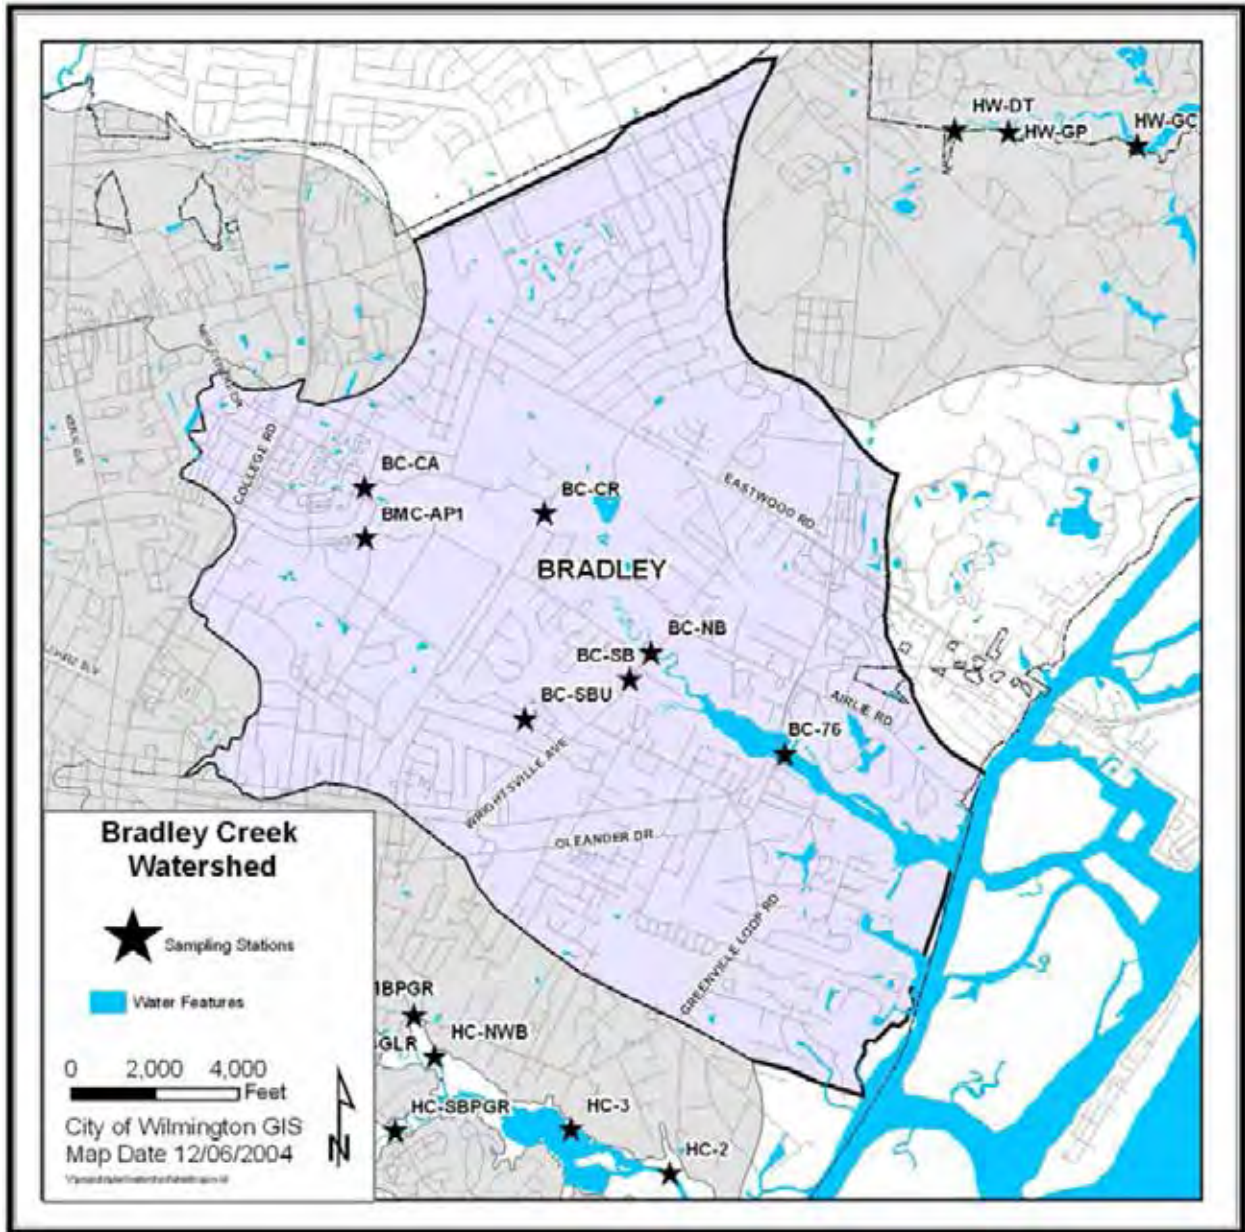 HW-DT
HW-GP
HW-GC
COLLEGE RD
BC-CA
BMC-AP1
BC-CR
EASTWOOD RD
BRADLEY
BC-NB
BC-SB
BC-SBU
AIRLIE RD
BC-76
WRIGHTSVILLE AVE
OLEANDER DR
GREENVILLE LOOP RD
Bradley Creek
Watershed
Sampling Stations
Water Features
0 2,000 4,000
Feet
City of Wilmington GIS
Map Date 12/06/2004
N
BPGR
HC-NWB
GLR
HC-SBPGR
HC-3
HC-2